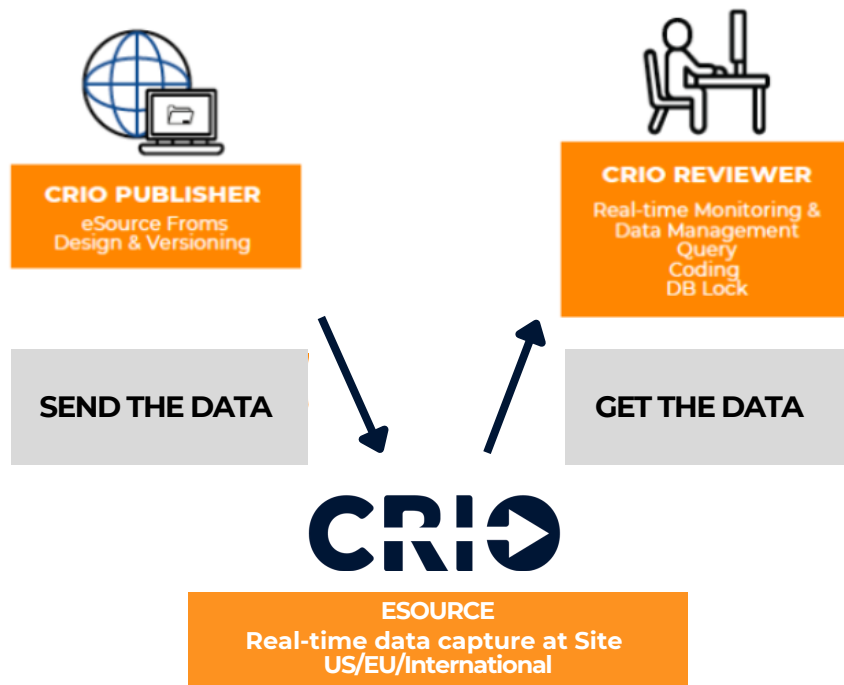 CRIO PUBLISHER
eSource Froms
Design & Versioning
CRIO REVIEWER
Real-time Monitoring &
Data Management
Query
Coding
DB Lock
SEND THE DATA
GET THE DATA
CRIO
ESOURCE
Real-time data capture at Site
US/EU/International